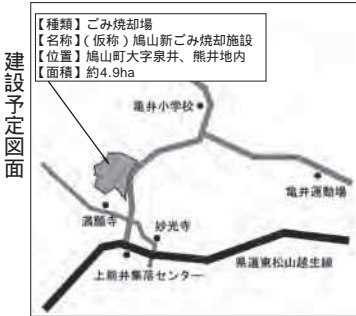 建設予定図面
【種類】ごみ焼却場
【名称】(仮称)鳩山新ごみ焼却施設
【位置】鳩山町大字泉井、熊井地内
【面積】約4.9ha
亀井小学校
亀井運動場
満願寺
妙光寺
上熊井集落センター
県道東松山越生線